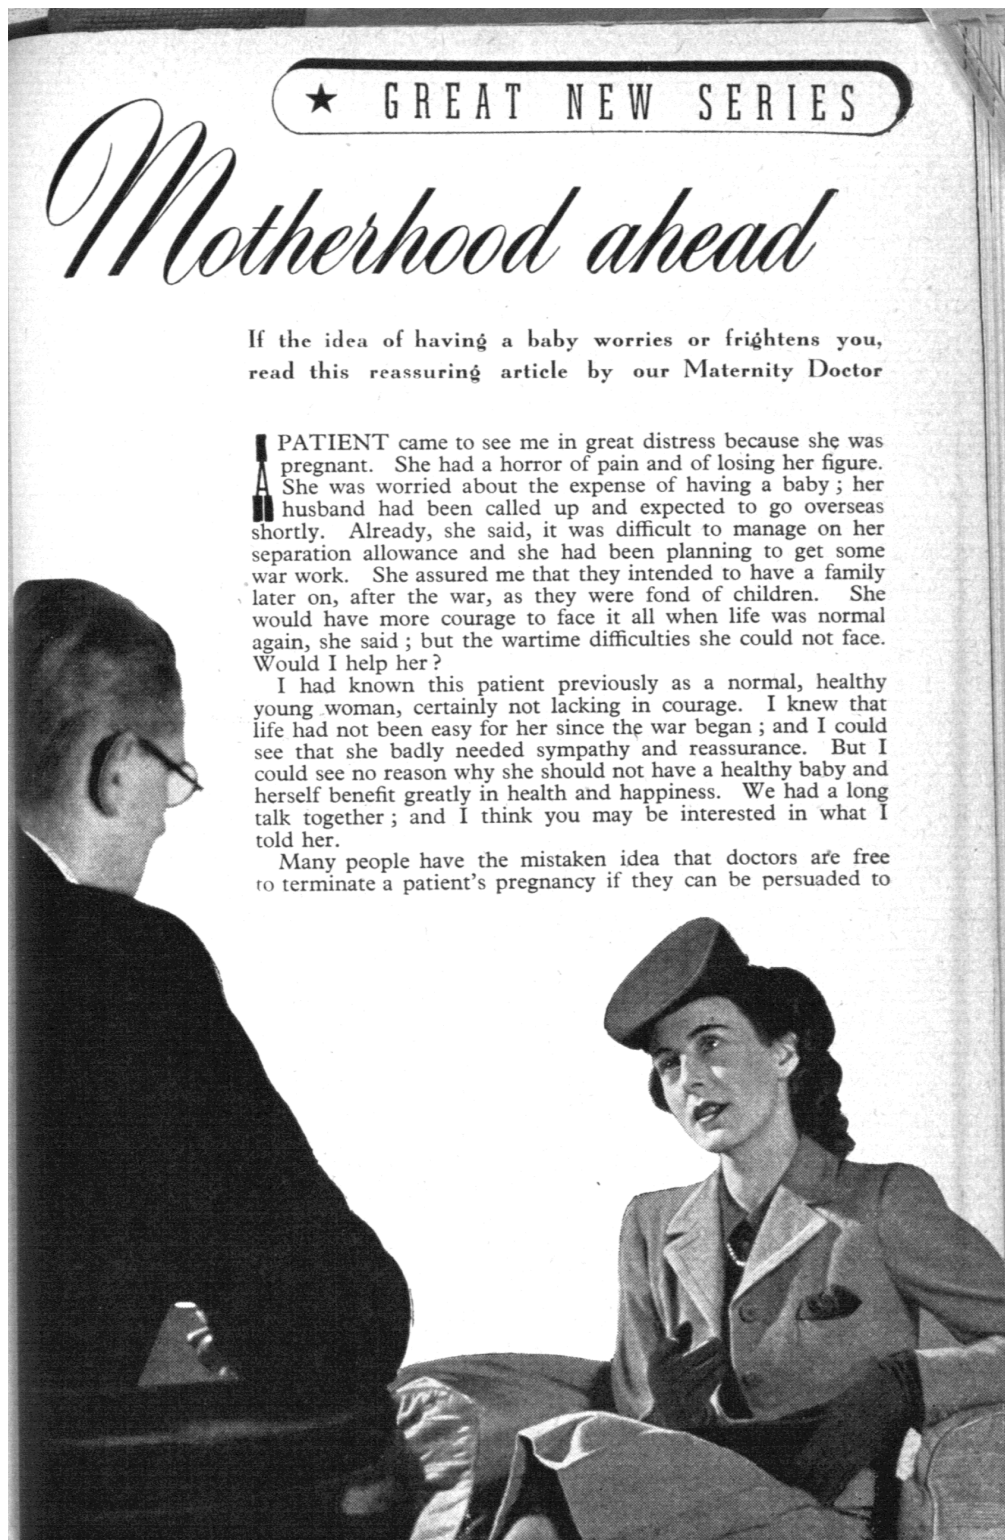 ★ GREAT NEW SERIES
Motherhood ahead
If the idea of having a baby worries or frightens you,
read this reassuring article by our Maternity Doctor
A PATIENT came to see me in great distress because she was
pregnant. She had a horror of pain and of losing her figure.
She was worried about the expense of having a baby ; her
husband had been called up and expected to go overseas
shortly. Already, she said, it was difficult to manage on her
separation allowance and she had been planning to get some
war work. She assured me that they intended to have a family
later on, after the war, as they were fond of children. She
would have more courage to face it all when life was normal
again, she said ; but the wartime difficulties she could not face.
Would I help her ?
I had known this patient previously as a normal, healthy
young woman, certainly not lacking in courage. I knew that
life had not been easy for her since the war began ; and I could
see that she badly needed sympathy and reassurance. But I
could see no reason why she should not have a healthy baby and
herself benefit greatly in health and happiness. We had a long
talk together ; and I think you may be interested in what I
told her.
Many people have the mistaken idea that doctors are free
to terminate a patient's pregnancy if they can be persuaded to